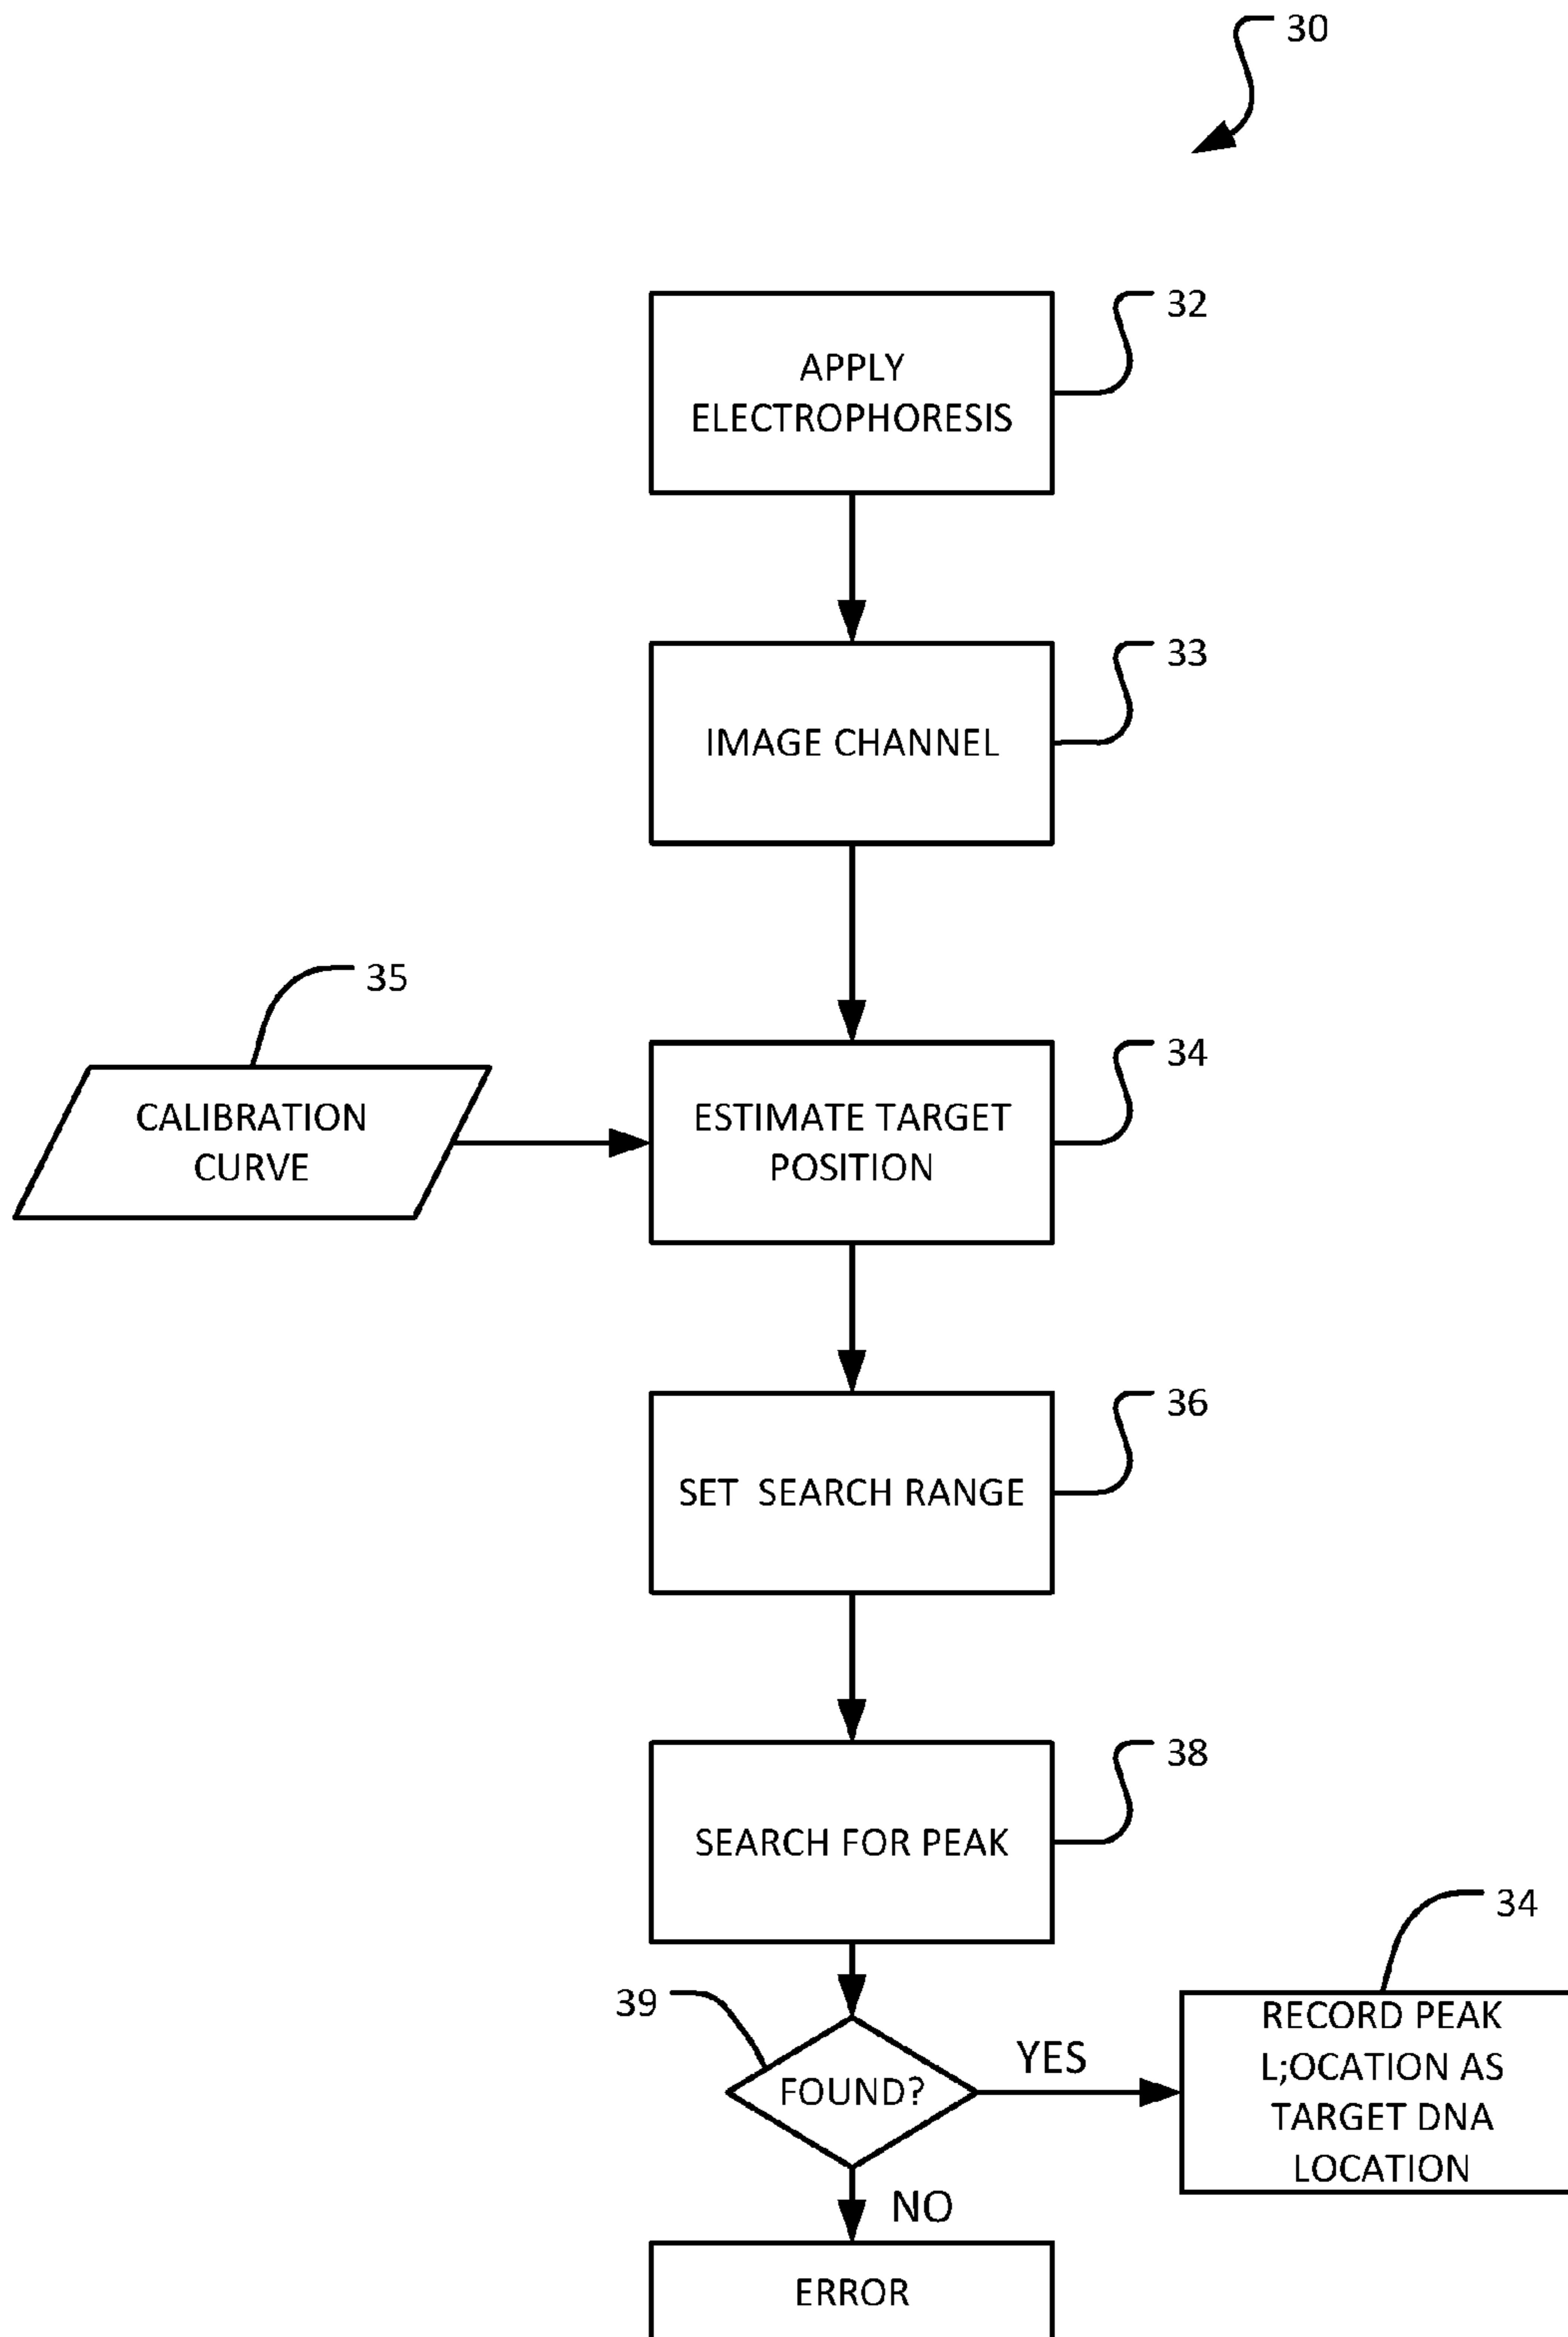 30
32
APPLY
ELECTROPHORESIS
33
IMAGE CHANNEL
35
CALIBRATION
CURVE
34
ESTIMATE TARGET
POSITION
36
SET  SEARCH RANGE
38
SEARCH FOR PEAK
39
FOUND?
YES
34
RECORD PEAK
L;OCATION AS
TARGET DNA
LOCATION
NO
ERROR